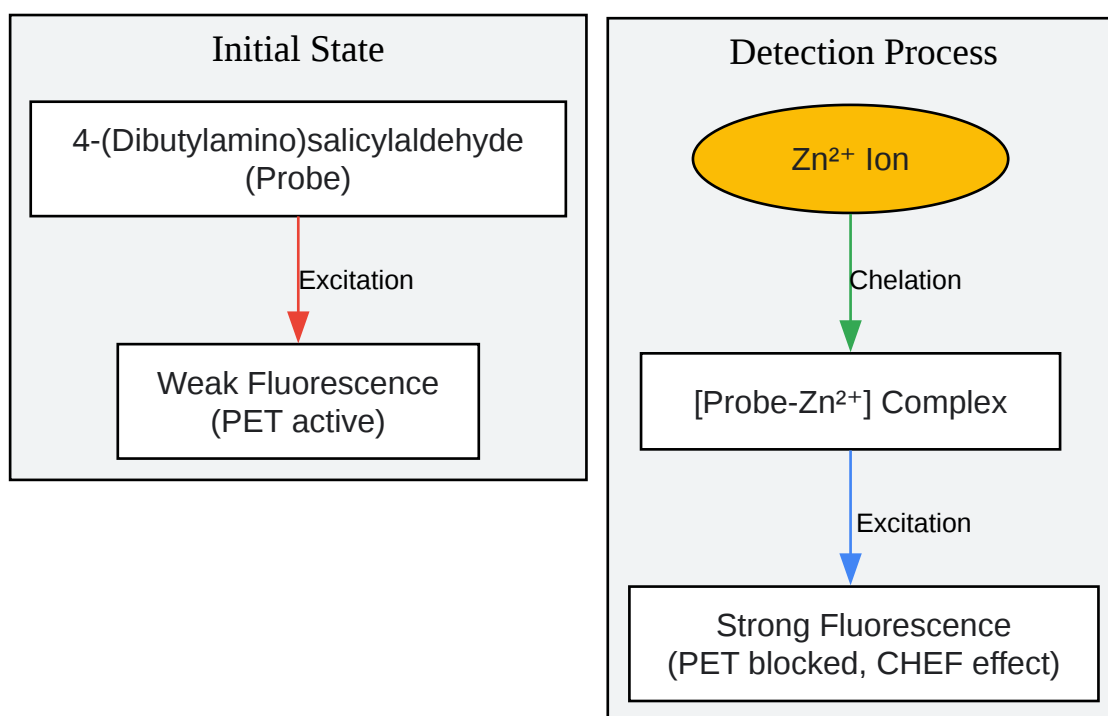 Initial State
4-(Dibutylamino)salicylaldehyde
(Probe)
Excitation
Weak Fluorescence
(PET active)
Detection Process
Zn²⁺ Ion
Chelation
[Probe-Zn²⁺] Complex
Excitation
Strong Fluorescence
(PET blocked, CHEF effect)